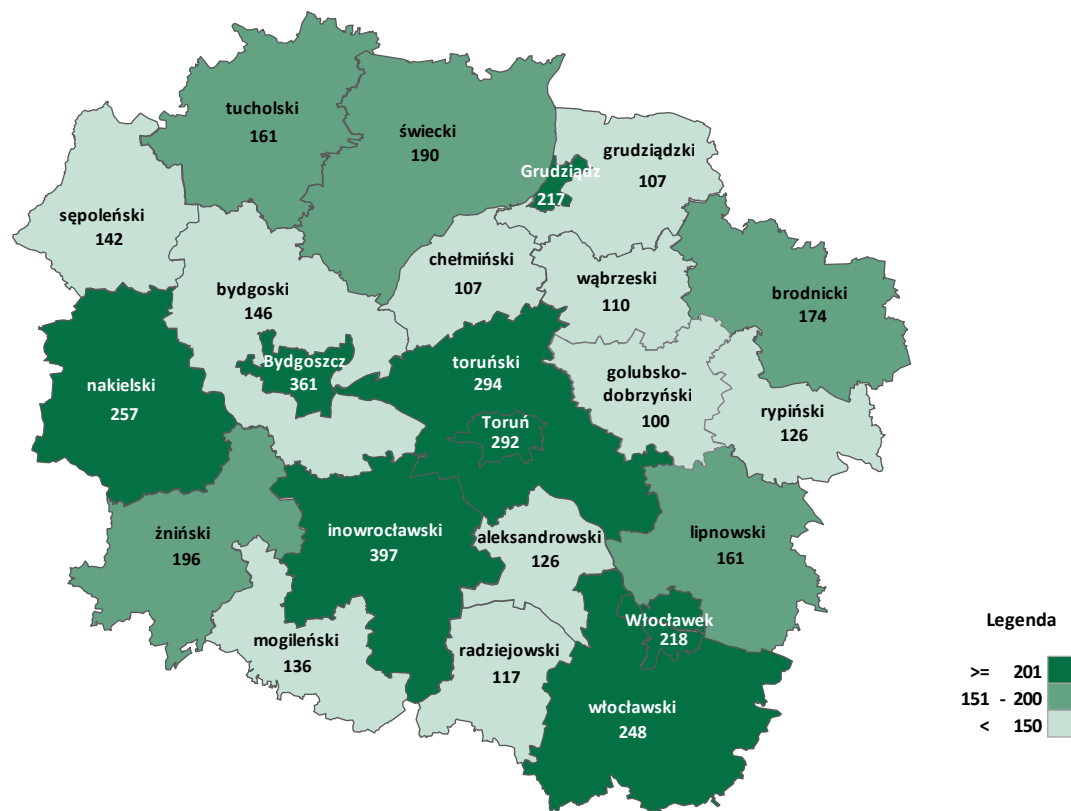 tucholski
161
świecki
190
grudziądzki
107
Grudziądz
217
sępoleński
142
chełmiński
107
wąbrzeski
110
brodnicki
174
bydgoski
146
Bydgoszcz
361
toruński
294
golubsko-
dobrzyński
100
rypiński
126
nakielski
257
Toruń
292
żniński
196
inowrocławski
397
aleksandrowski
126
lipnowski
161
mogileński
136
radziejowski
117
Włocławek
218
włocławski
248
Legenda
>= 201
151 - 200
< 150